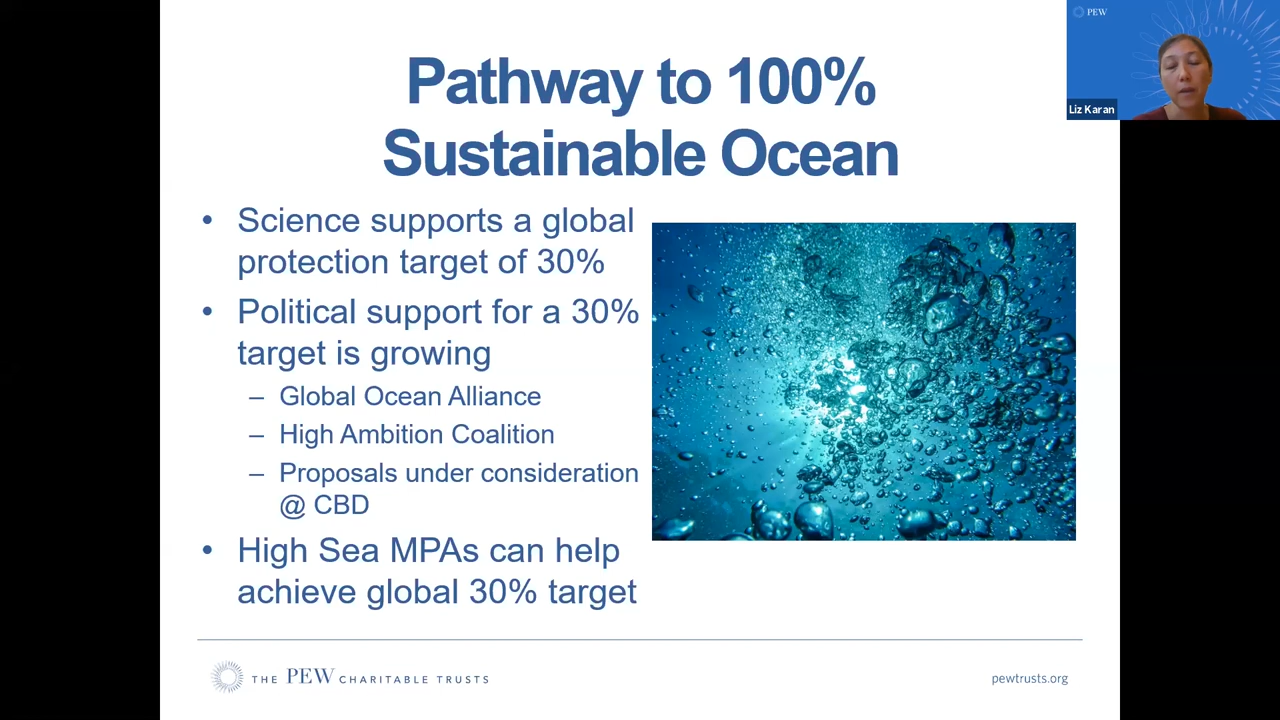 Pathway to 100%
Sustainable Ocean
• Science supports a global
protection target of 30%
• Political support for a 30%
target is growing
– Global Ocean Alliance
– High Ambition Coalition
– Proposals under consideration
@ CBD
• High Sea MPAs can help
achieve global 30% target
THE PEW CHARITABLE TRUSTS
pewtrusts.org
PEW
Liz Karan